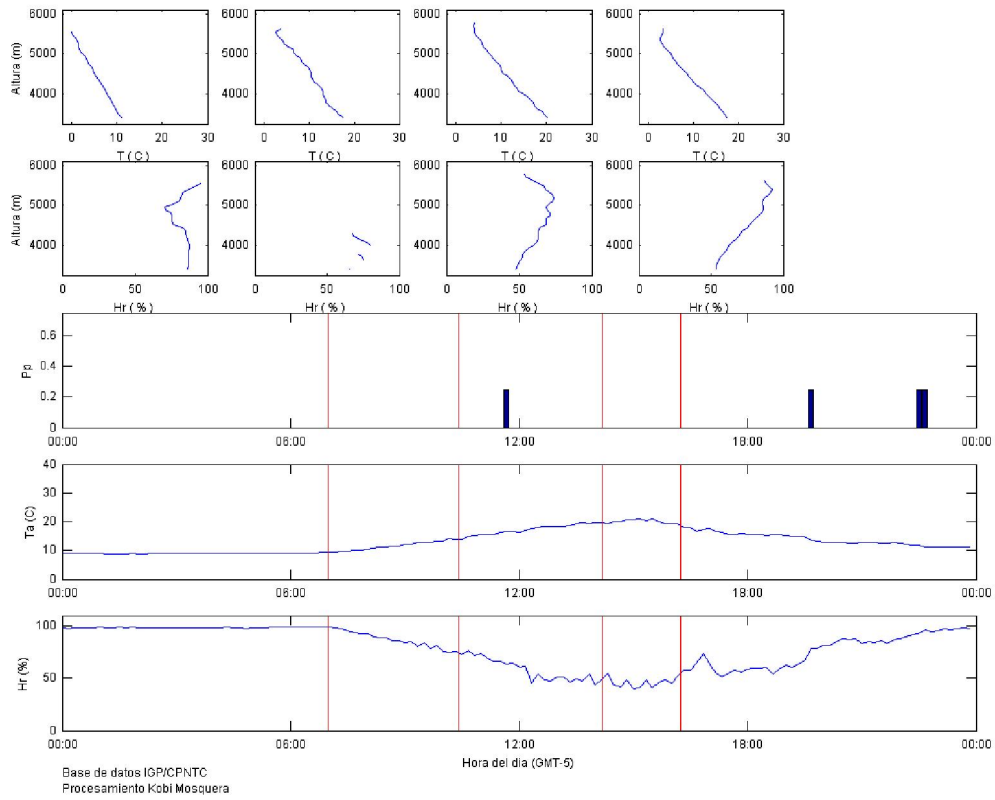 6000
5000
4000
Altura (m)
0 10 20 30
T ( C )
6000
5000
4000
0 10 20 30
T ( C )
6000
5000
4000
0 10 20 30
T ( C )
6000
5000
4000
0 10 20 30
T ( C )
6000
5000
4000
Altura (m)
0 50 100
Hr ( % )
6000
5000
4000
0 50 100
Hr ( % )
6000
5000
4000
0 50 100
Hr ( % )
6000
5000
4000
0 50 100
Hr ( % )
0.6
0.4
0.2
0
Pp
00:00 06:00 12:00 18:00 00:00
40
30
20
10
0
Ta (C)
00:00 06:00 12:00 18:00 00:00
100
50
0
Hr (%)
00:00 06:00 12:00 18:00 00:00
Hora del dia (GMT-5)
Base de datos IGP/CPNTC
Procesamiento Kobi Mosquera